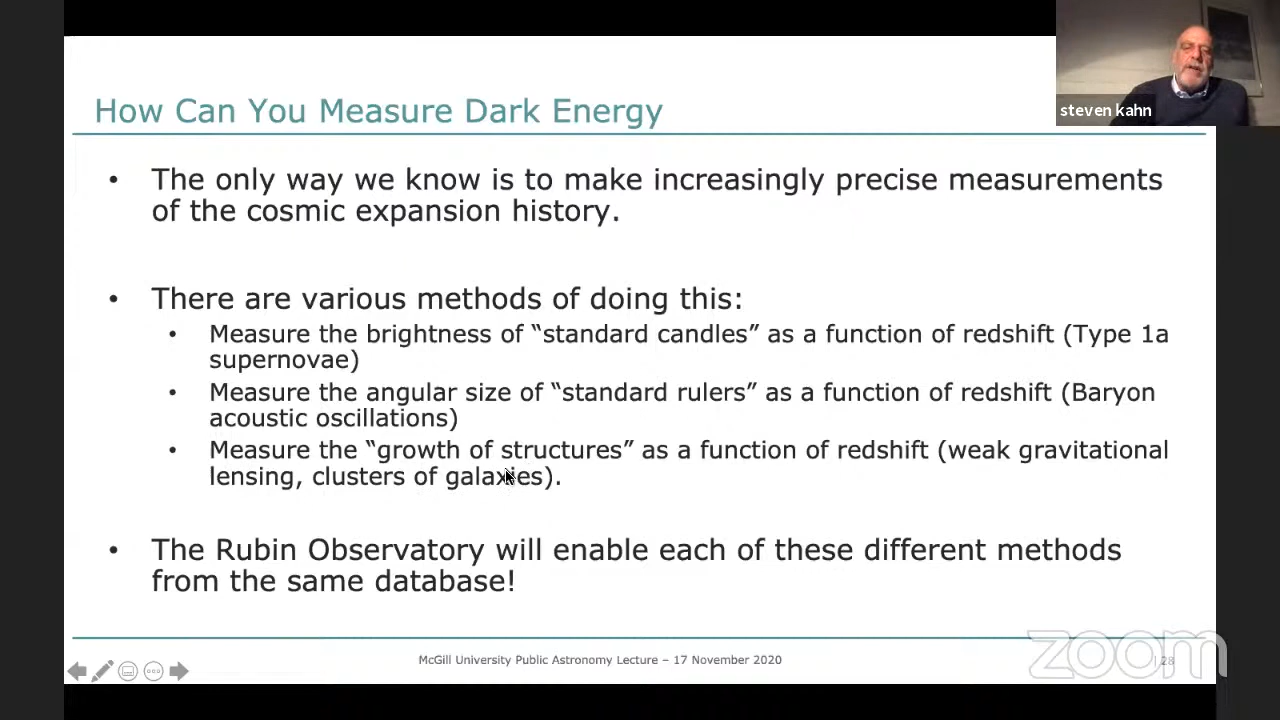 How Can You Measure Dark Energy
steven kahn
• The only way we know is to make increasingly precise measurements
of the cosmic expansion history.
• There are various methods of doing this:
• Measure the brightness of “standard candles” as a function of redshift (Type 1a
supernovae)
• Measure the angular size of “standard rulers” as a function of redshift (Baryon
acoustic oscillations)
• Measure the “growth of structures” as a function of redshift (weak gravitational
lensing, clusters of galaxies).
• The Rubin Observatory will enable each of these different methods
from the same database!
McGill University Public Astronomy Lecture – 17 November 2020
| 28
zoom